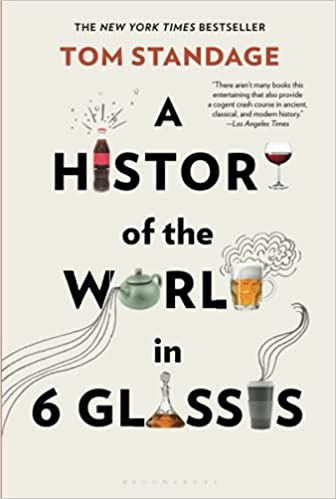 THE NEW YORK TIMES BESTSELLER
TOM STANDAGE
"There aren't many books this
entertaining that also provide
a cogent crash course in ancient,
classical, and modern history."
—Los Angeles Times
A
HISTORY
of the
WORLD
in
6 GLASSES
BLOOMSBURY